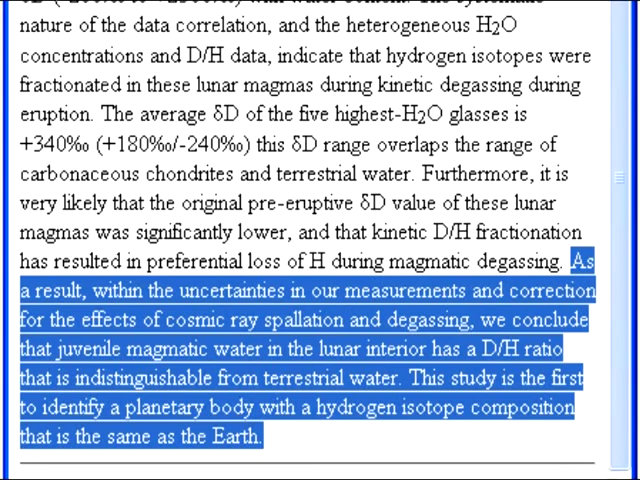 nature of the data correlation, and the heterogeneous H2O
concentrations and D/H data, indicate that hydrogen isotopes were
fractionated in these lunar magmas during kinetic degassing during
eruption. The average δD of the five highest-H2O glasses is
+340‰ (+180‰/-240‰) this δD range overlaps the range of
carbonaceous chondrites and terrestrial water. Furthermore, it is
very likely that the original pre-eruptive δD value of these lunar
magmas was significantly lower, and that kinetic D/H fractionation
has resulted in preferential loss of H during magmatic degassing. As
a result, within the uncertainties in our measurements and correction
for the effects of cosmic ray spallation and degassing, we conclude
that juvenile magmatic water in the lunar interior has a D/H ratio
that is indistinguishable from terrestrial water. This study is the first
to identify a planetary body with a hydrogen isotope composition
that is the same as the Earth.